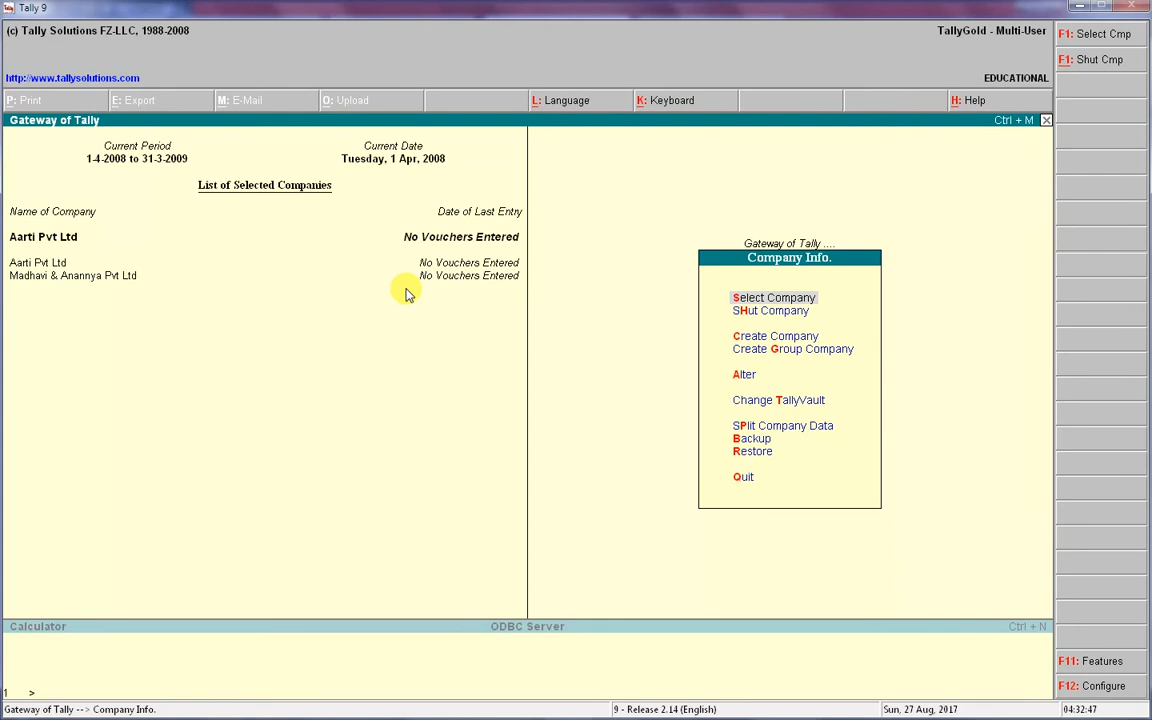 Tally 9
(c) Tally Solutions FZ-LLC, 1988-2008
TallyGold - Multi-User
http://www.tallysolutions.com
EDUCATIONAL
P: Print
E: Export
M: E-Mail
O: Upload
L: Language
K: Keyboard
H: Help
Gateway of Tally
Ctrl + M
Current Period
1-4-2008 to 31-3-2009
Current Date
Tuesday, 1 Apr, 2008
List of Selected Companies
Name of Company
Date of Last Entry
Aarti Pvt Ltd
No Vouchers Entered
Aarti Pvt Ltd
No Vouchers Entered
Madhavi & Anannya Pvt Ltd
No Vouchers Entered
Gateway of Tally ....
Company Info.
Select Company
SHut Company
Create Company
Create Group Company
Alter
Change TallyVault
SPlit Company Data
Backup
Restore
Quit
F1: Select Cmp
F1: Shut Cmp
F11: Features
F12: Configure
Calculator
ODBC Server
Ctrl + N
1 >
Gateway of Tally --> Company Info.
9 - Release 2.14 (English)
Sun, 27 Aug, 2017
04:32:47